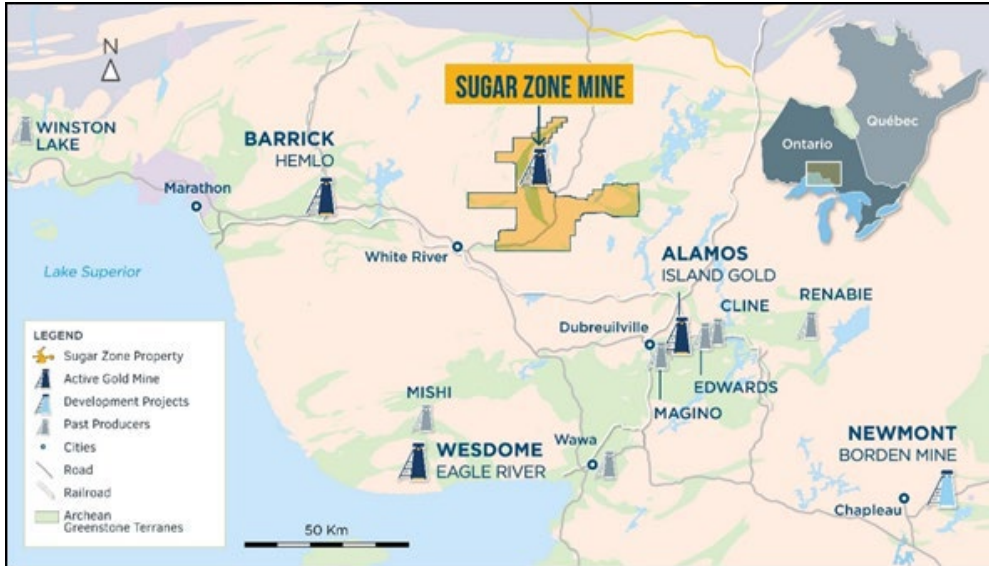 N
SUGAR ZONE MINE
Québec
Ontario
WINSTON
LAKE
BARRICK
HEMLO
Marathon
White River
Lake Superior
ALAMOS
ISLAND GOLD
CLINE
RENABIE
Dubreuilville
EDWARDS
MAGINO
MISHI
WESDOME
EAGLE RIVER
Wawa
NEWMONT
BORDEN MINE
Chapleau
LEGEND
Sugar Zone Property
Active Gold Mine
Development Projects
Past Producers
Cities
Road
Railroad
Archean
Greenstone Terranes
50 Km